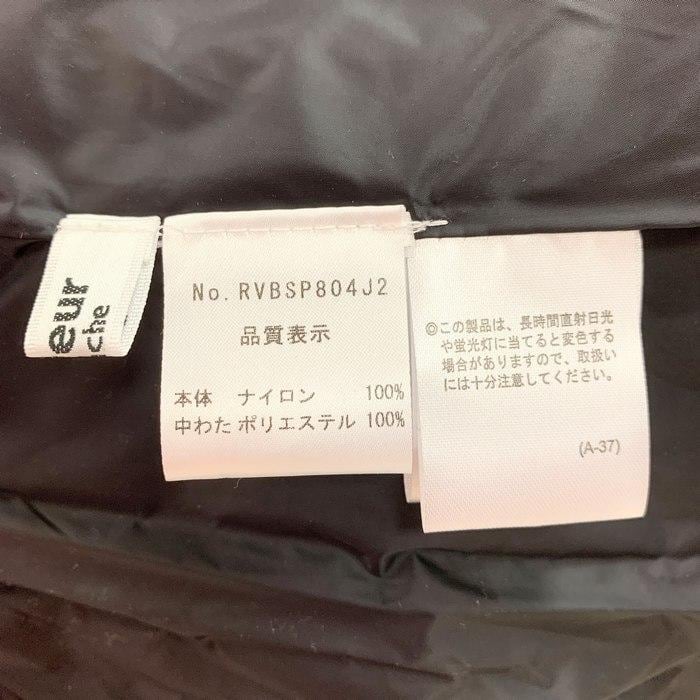 eur
che
No. RVBSP804J2
品質表示
本体 ナイロン 100%
中わた ポリエステル 100%
◎この製品は、長時間直射日光
や蛍光灯に当てると変色する
場合がありますので、取扱い
には十分注意してください。
(A-37)